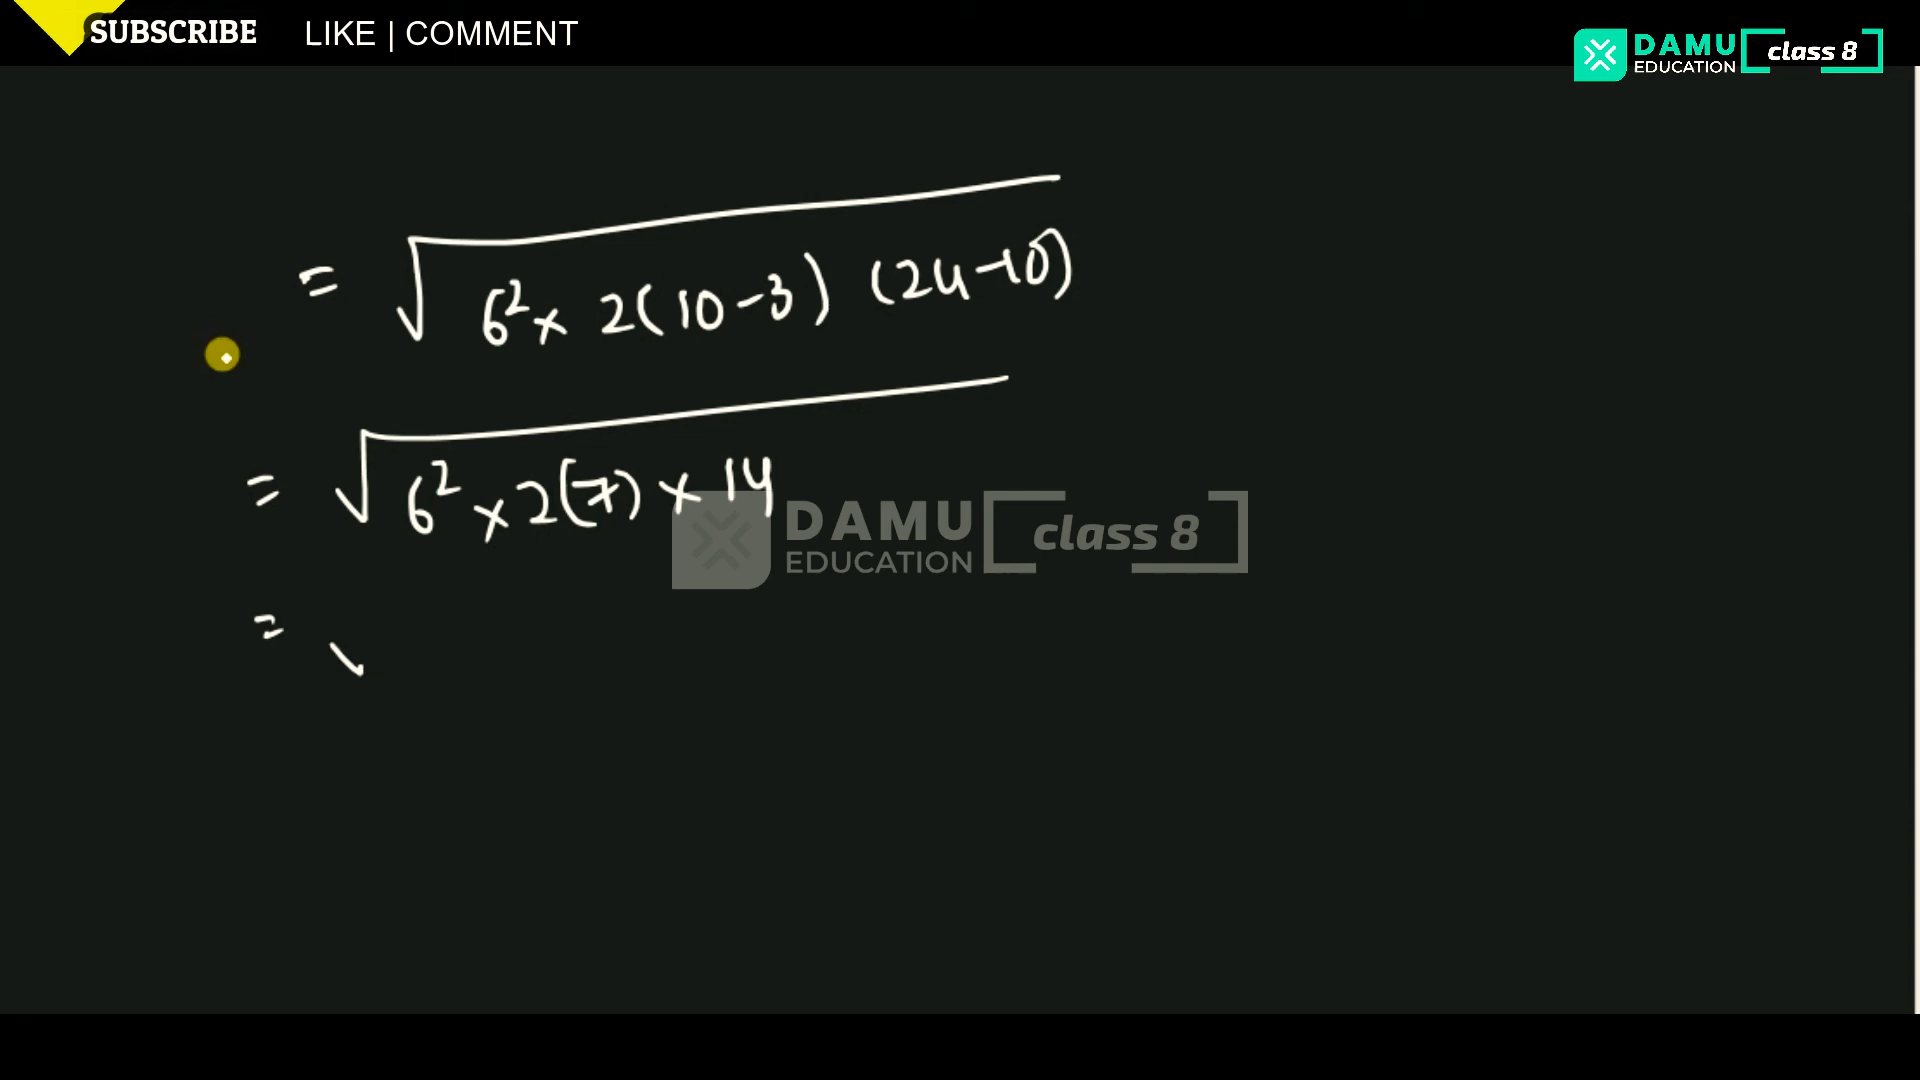 SUBSCRIBE LIKE | COMMENT
DAMU EDUCATION class 8
= √6² × 2(10-3) (24-10)
= √6² × 2(7) × 14
DAMU EDUCATION class 8
=